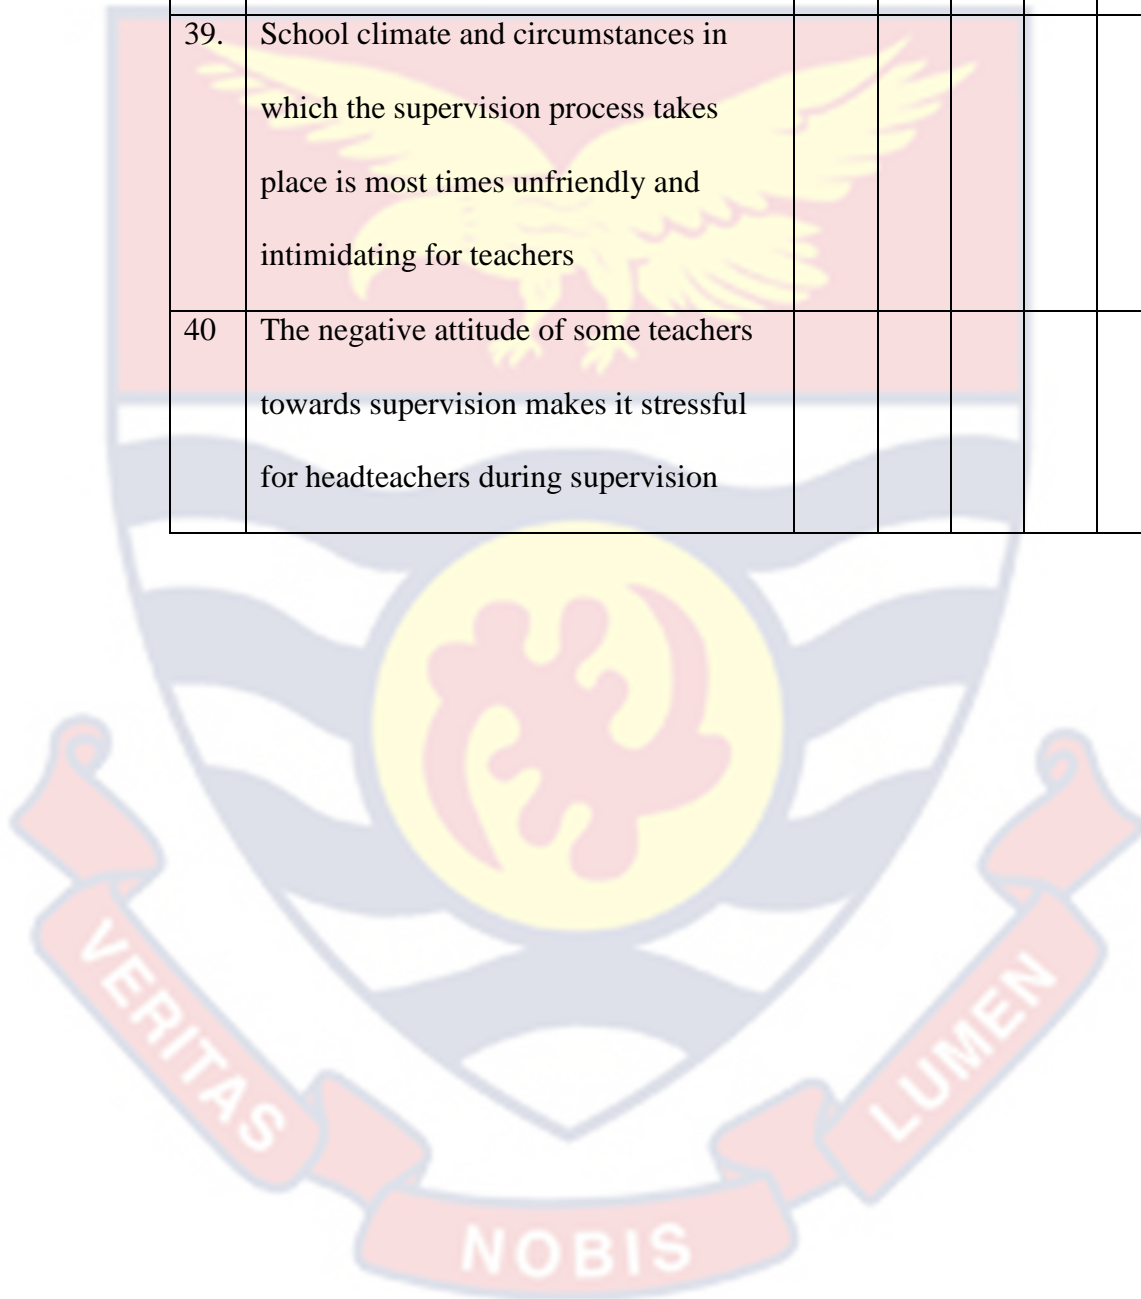 39. School climate and circumstances in
which the supervision process takes
place is most times unfriendly and
intimidating for teachers
40 The negative attitude of some teachers
towards supervision makes it stressful
for headteachers during supervision
VERITAS
NOBIS
LUMEN